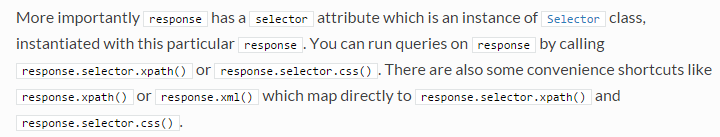 More importantly response has a selector attribute which is an instance of Selector class,
instantiated with this particular response . You can run queries on response by calling
response.selector.xpath() or response.selector.css() . There are also some convenience shortcuts like
response.xpath() or response.xml() which map directly to response.selector.xpath() and
response.selector.css() .